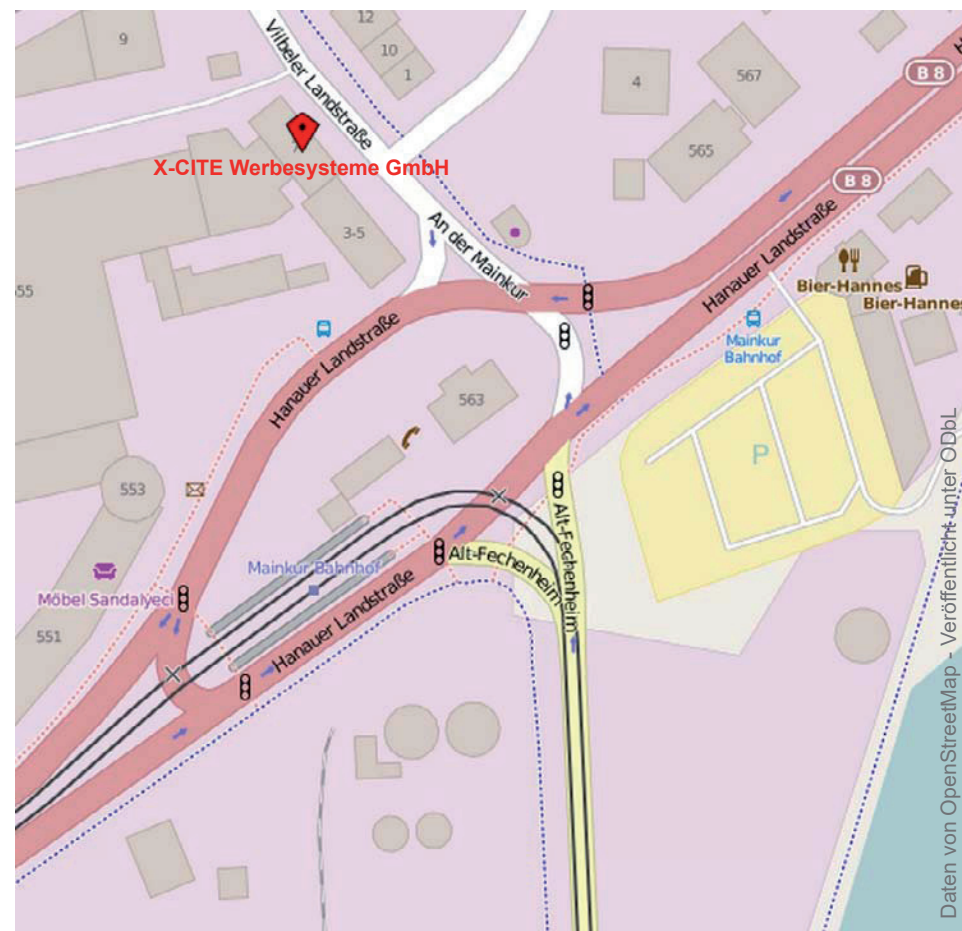 12
9
10
1
Vilbeler Landstraße
4
567
B 8
565
X-CITE Werbesysteme GmbH
B 8
3-5
An der Mainkur
Hanauer Landstraße
Bier-Hannes
Bier-Hannes
55
Hanauer Landstraße
Mainkur
Bahnhof
563
P
553
Alt-Fechenheim
Alt-Fechenheim
Mainkur Bahnhof
Möbel Sandalyeci
Hanauer Landstraße
551
Daten von OpenStreetMap - Veröffentlicht unter ODbL